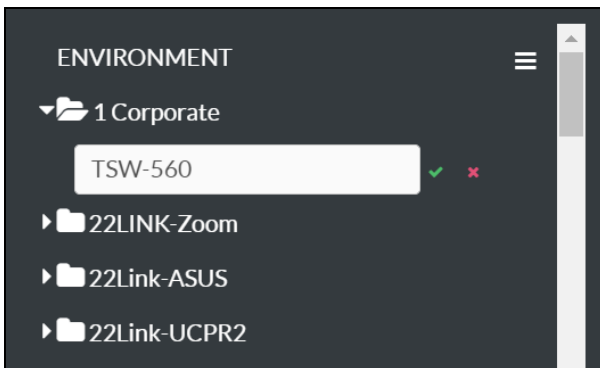 ENVIRONMENT
1 Corporate
TSW-560
22LINK-Zoom
22Link-ASUS
22Link-UCPR2